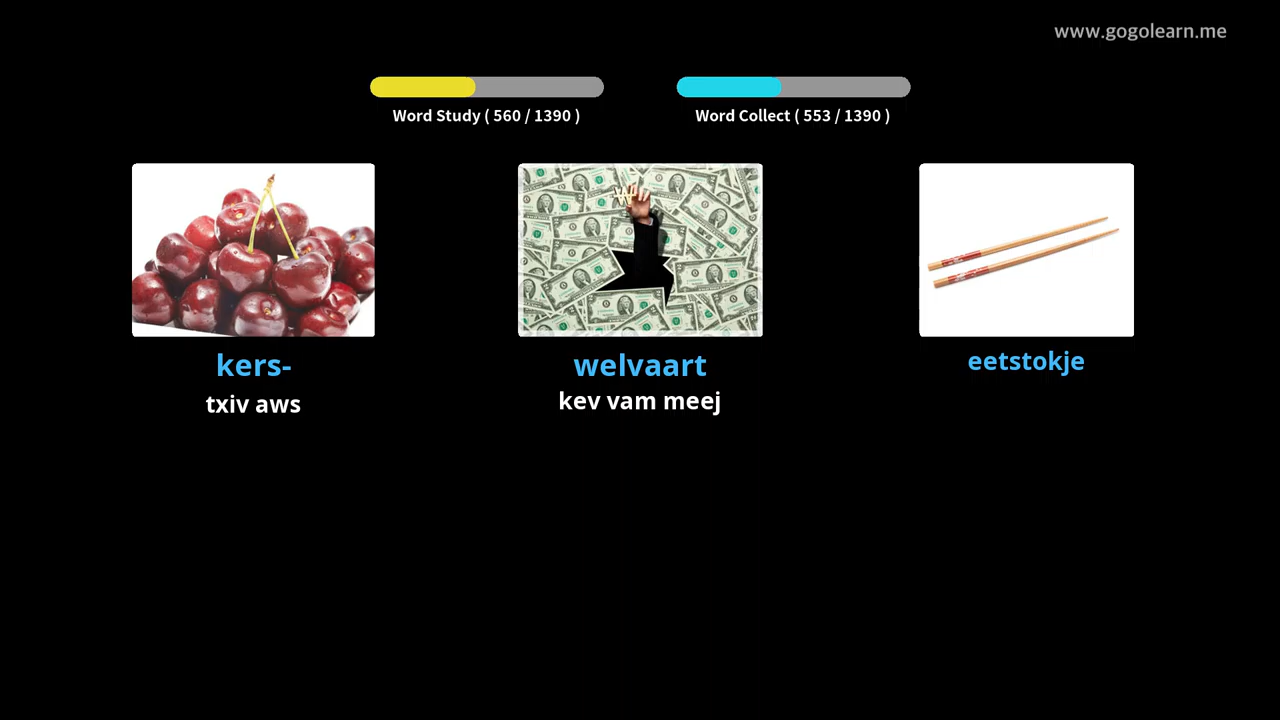 www.gogolearn.me
Word Study ( 560 / 1390 )
Word Collect ( 553 / 1390 )
kers-
txiv aws
welvaart
kev vam meej
eetstokje